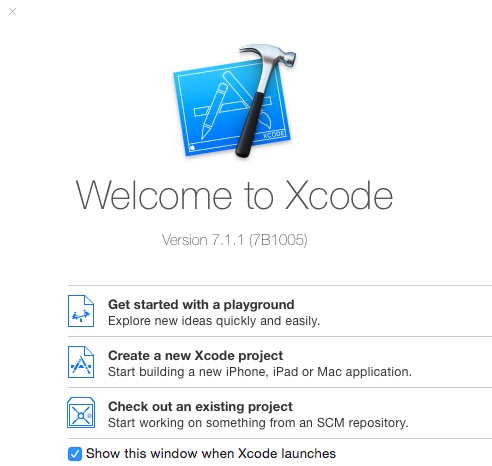 XCODE
Welcome to Xcode
Version 7.1.1 (7B1005)
Get started with a playground
Explore new ideas quickly and easily.
Create a new Xcode project
Start building a new iPhone, iPad or Mac application.
Check out an existing project
Start working on something from an SCM repository.
Show this window when Xcode launches